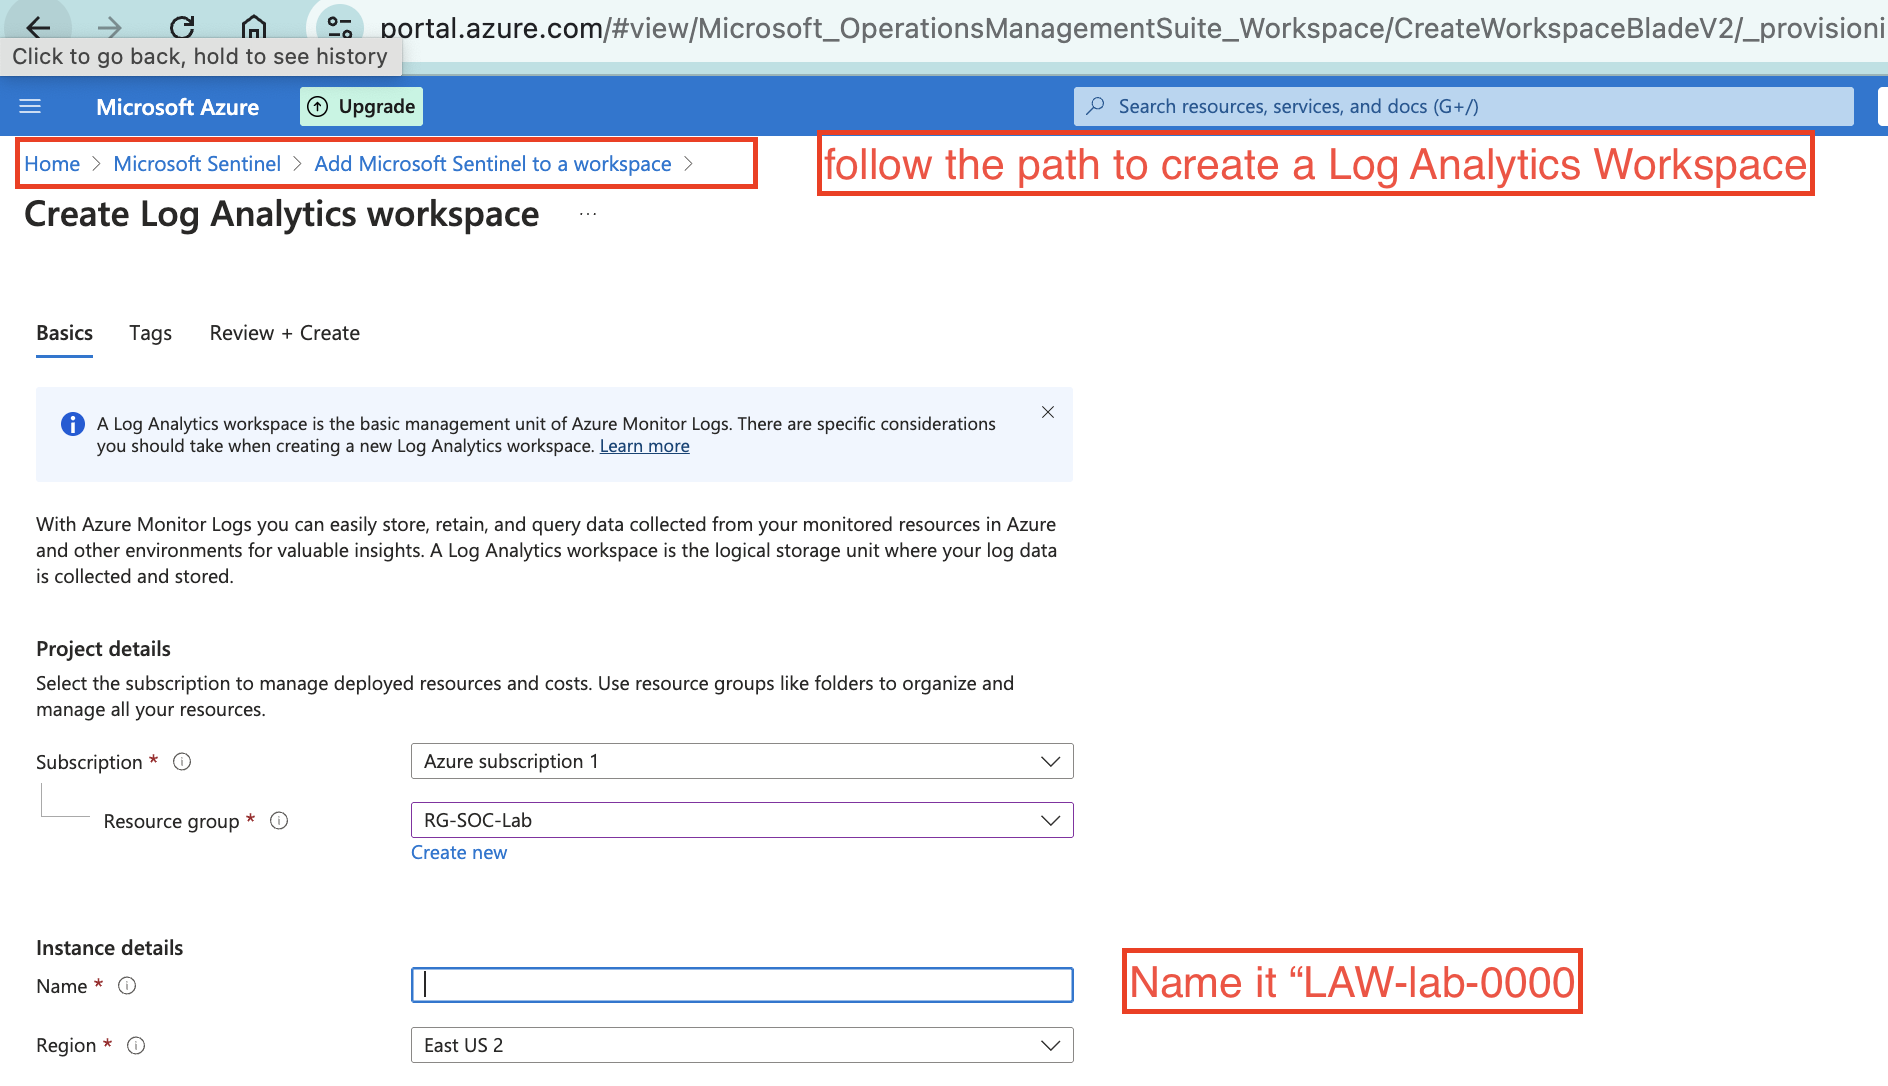 portal.azure.com/#view/Microsoft_OperationsManagementSuite_Workspace/CreateWorkspaceBladeV2/_provisioni
Click to go back, hold to see history
Microsoft Azure
Upgrade
Search resources, services, and docs (G+/)
Home > Microsoft Sentinel > Add Microsoft Sentinel to a workspace >
follow the path to create a Log Analytics Workspace
Create Log Analytics workspace ...
Basics Tags Review + Create
A Log Analytics workspace is the basic management unit of Azure Monitor Logs. There are specific considerations
you should take when creating a new Log Analytics workspace. Learn more
With Azure Monitor Logs you can easily store, retain, and query data collected from your monitored resources in Azure
and other environments for valuable insights. A Log Analytics workspace is the logical storage unit where your log data
is collected and stored.
Project details
Select the subscription to manage deployed resources and costs. Use resource groups like folders to organize and
manage all your resources.
Subscription *
Azure subscription 1
Resource group *
RG-SOC-Lab
Create new
Instance details
Name *
Name it “LAW-lab-0000
Region *
East US 2